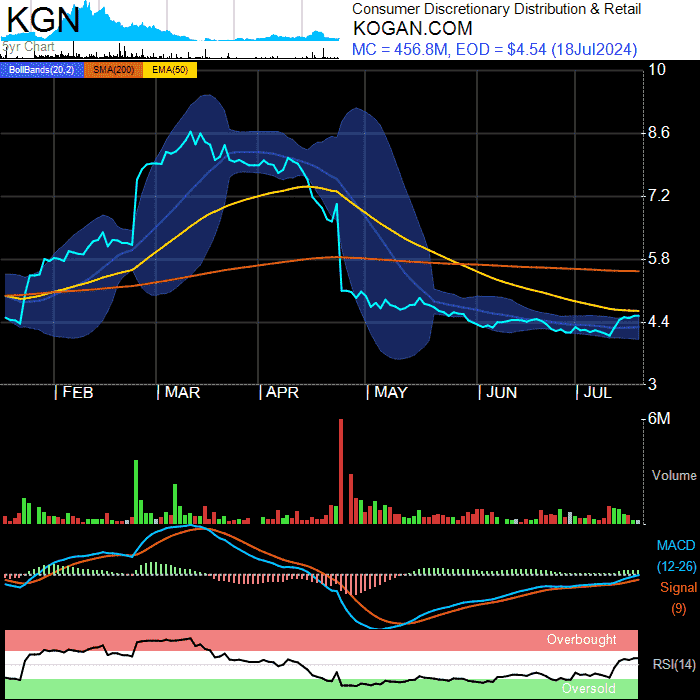 KGN
5yr Chart
Consumer Discretionary Distribution & Retail
KOGAN.COM
MC = 456.8M, EOD = $4.54 (18Jul2024)
BollBands(20,2) SMA(200) EMA(50)
10
8.6
7.2
5.8
4.4
3
FEB MAR APR MAY JUN JUL
6M
Volume
MACD
(12-26)
Signal
(9)
Overbought
RSI(14)
Oversold